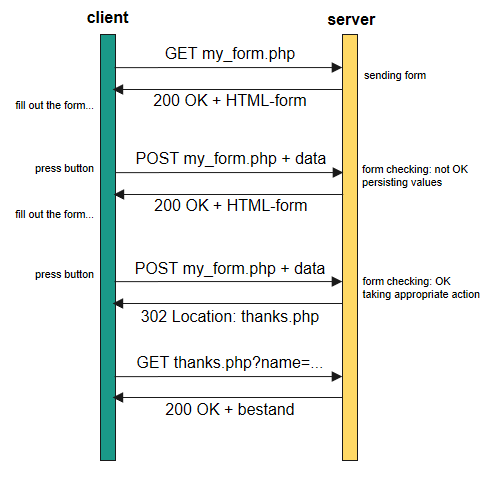 client
server
GET my_form.php
sending form
200 OK + HTML-form
fill out the form...
POST my_form.php + data
press button
form checking: not OK
persisting values
200 OK + HTML-form
fill out the form...
POST my_form.php + data
press button
form checking: OK
taking appropriate action
302 Location: thanks.php
GET thanks.php?name=...
200 OK + bestand